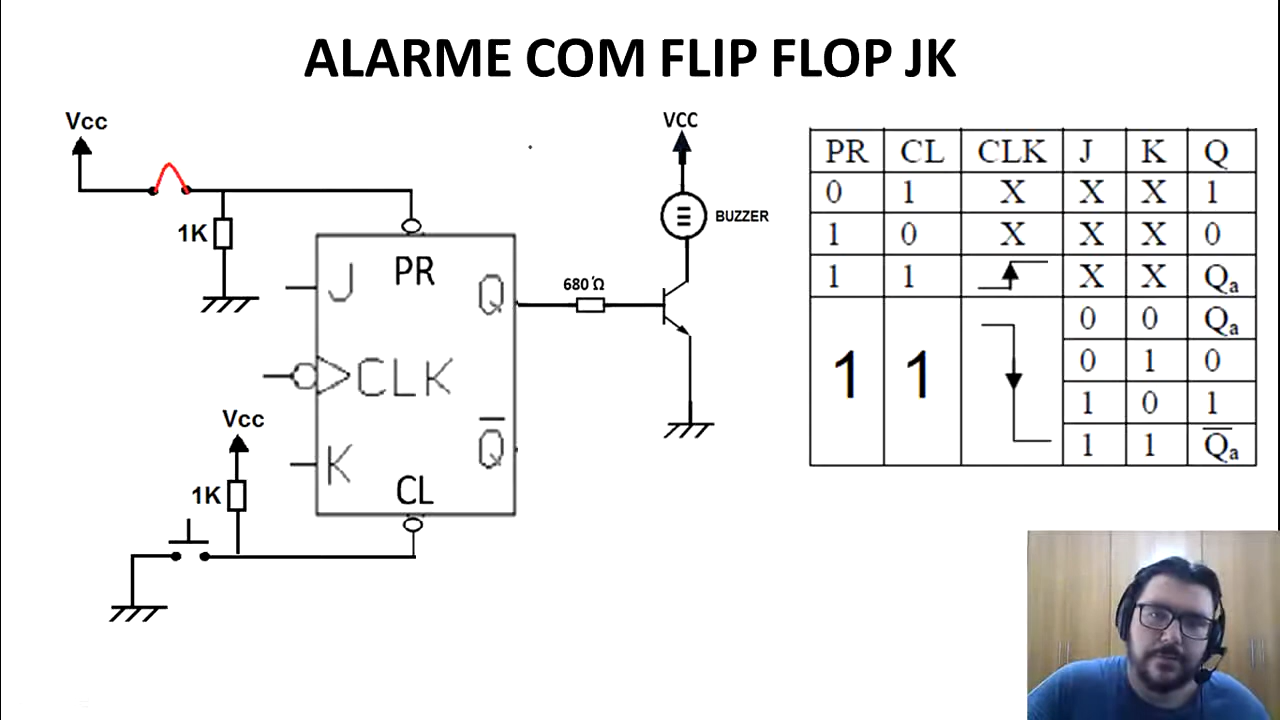 ALARME COM FLIP FLOP JK
Vcc
1K
J
PR
Q
CLK
K
CL
Q̅
Vcc
1K
680 Ω
VCC
BUZZER
PR CL CLK J K Q
0 1 X X X 1
1 0 X X X 0
1 1 X X Qa
1 1
0 0 Qa
0 1 0
1 0 1
1 1 Q̅a